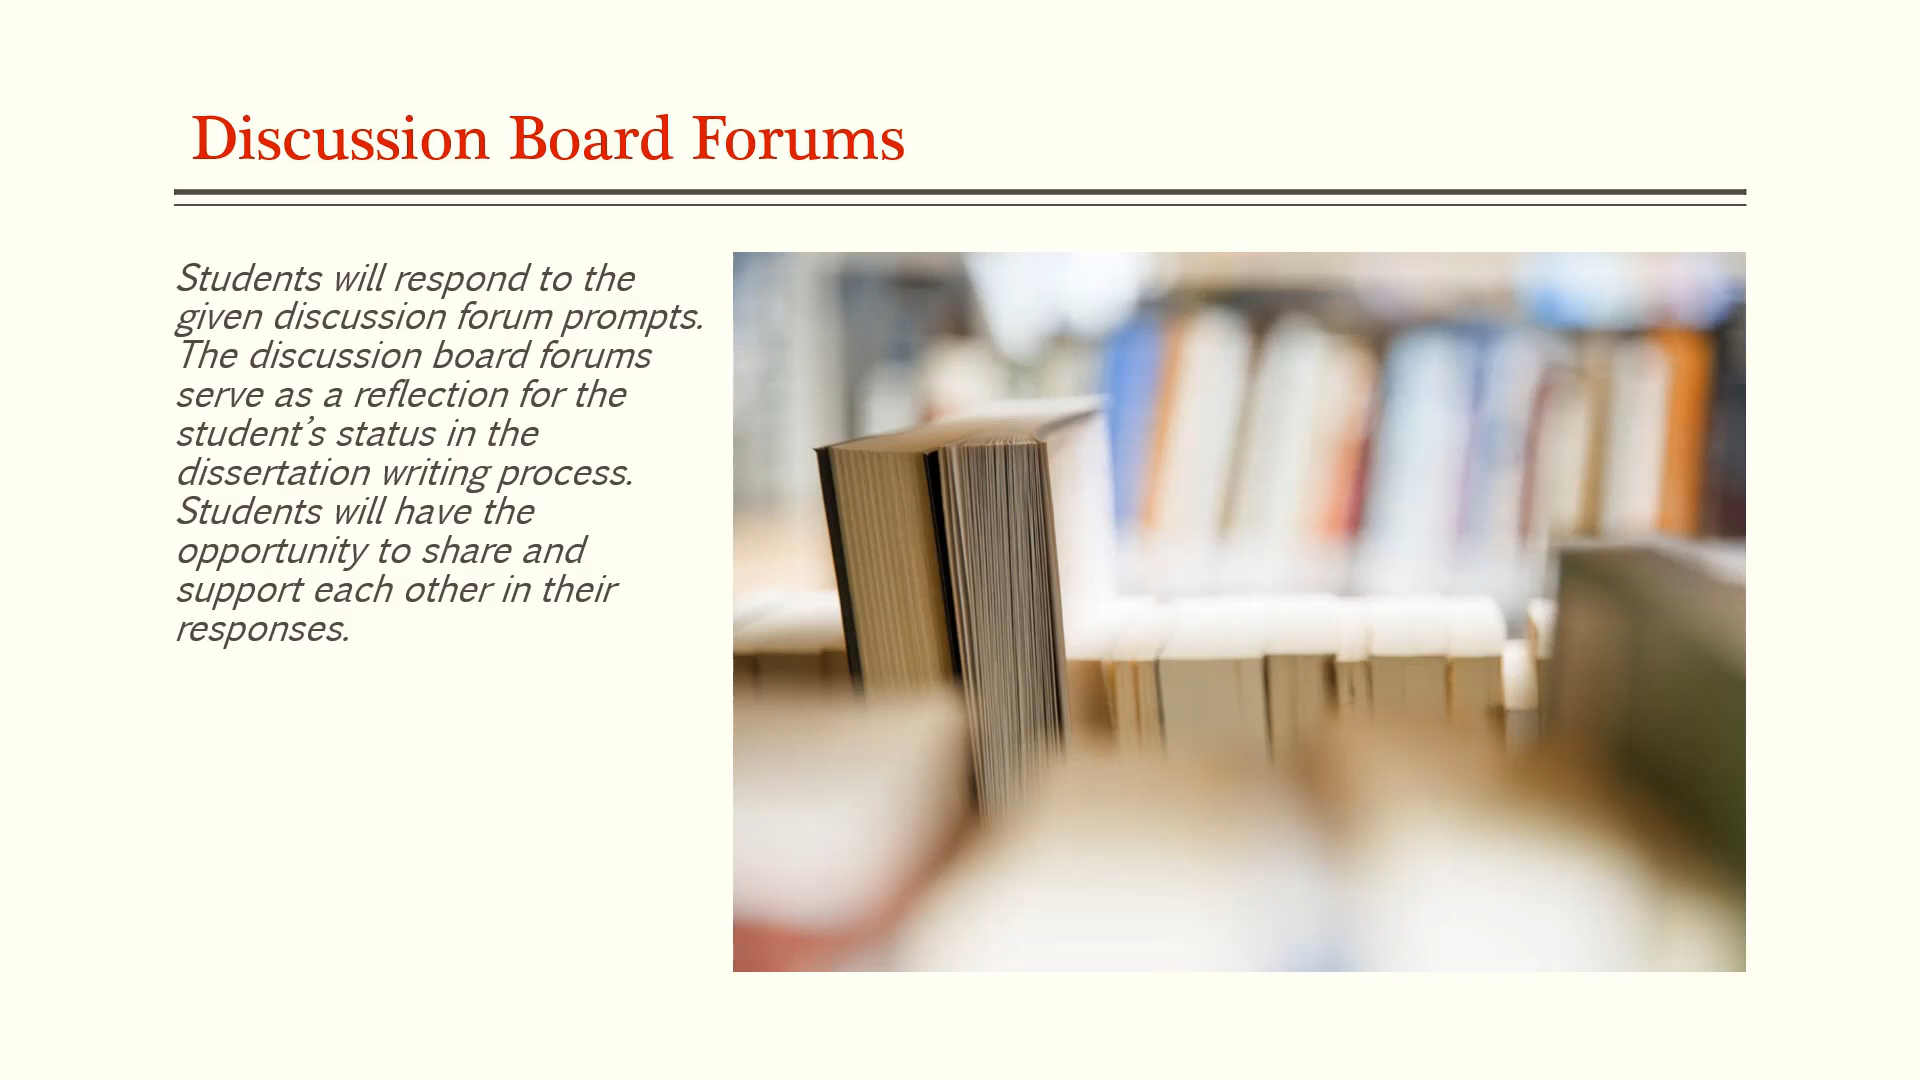 Discussion Board Forums
Students will respond to the
given discussion forum prompts.
The discussion board forums
serve as a reflection for the
student’s status in the
dissertation writing process.
Students will have the
opportunity to share and
support each other in their
responses.